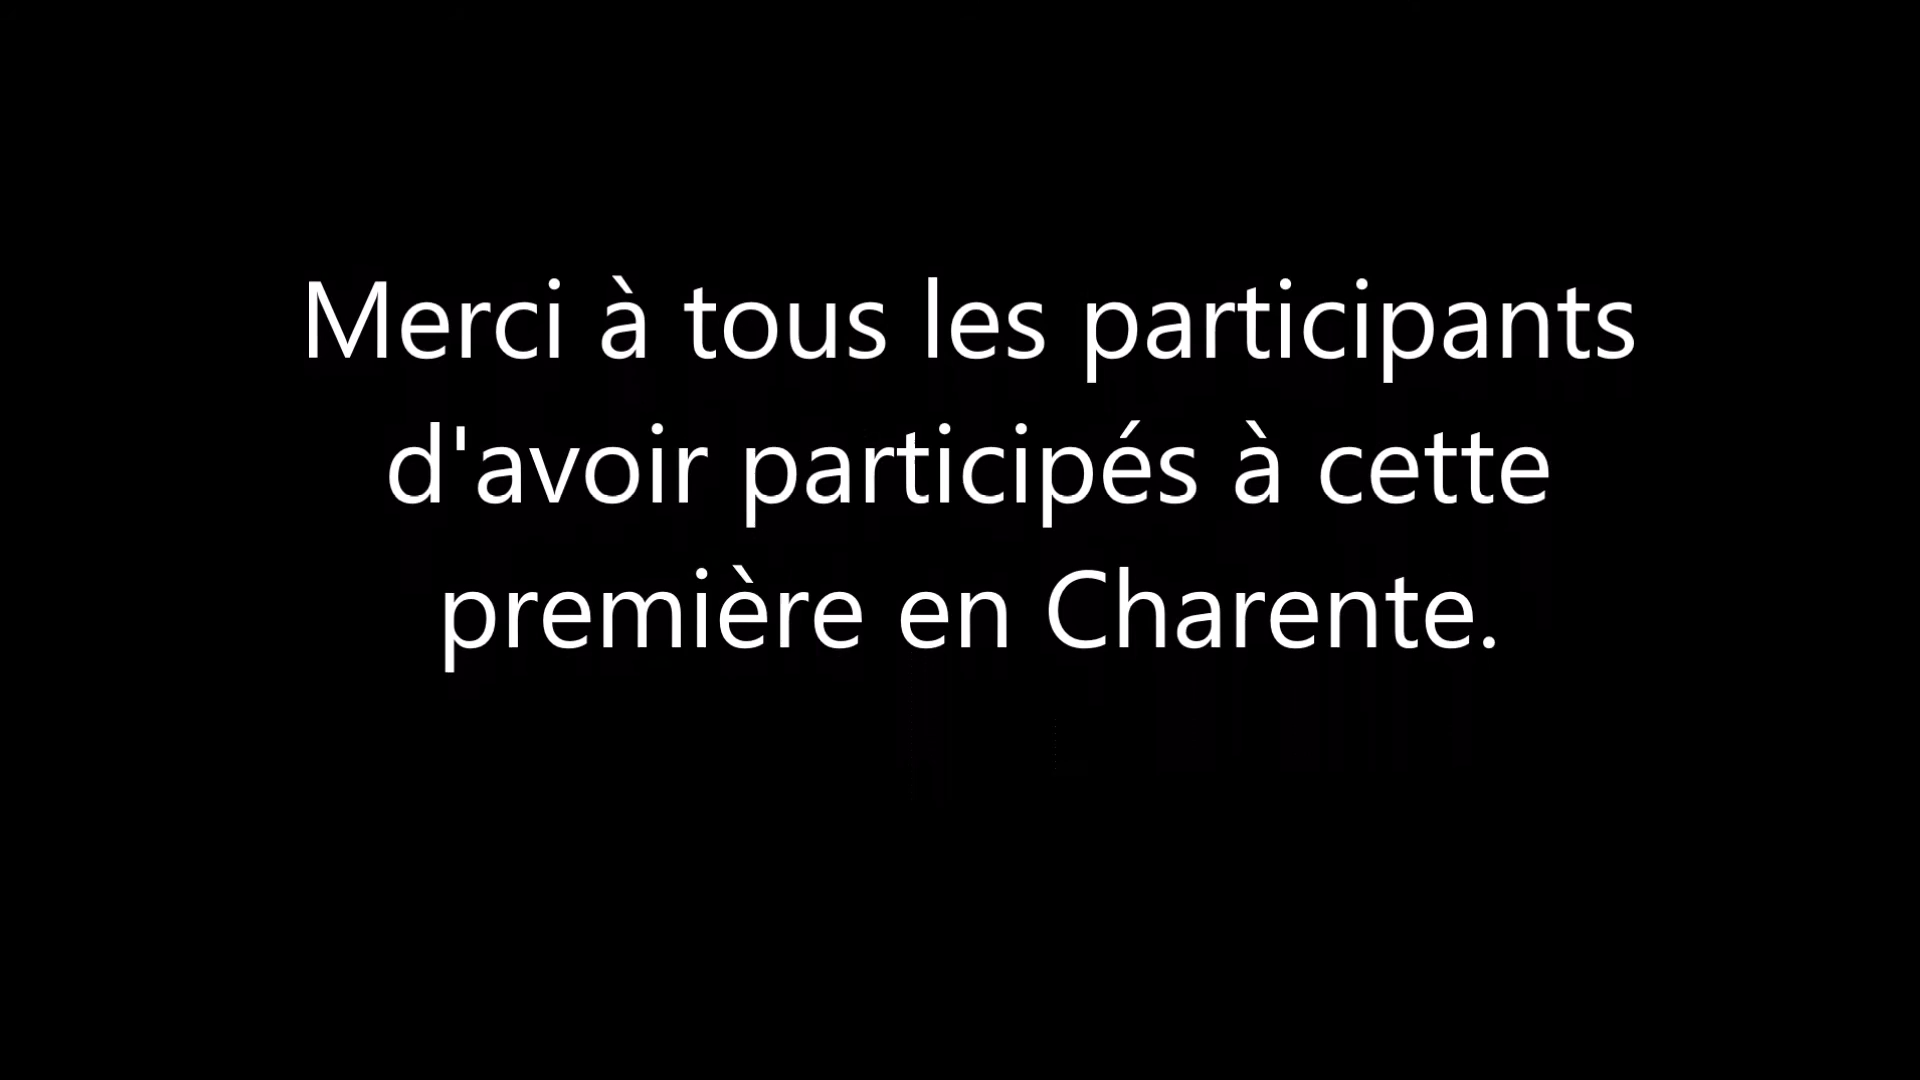 Merci à tous les participants
d'avoir participés à cette
première en Charente.